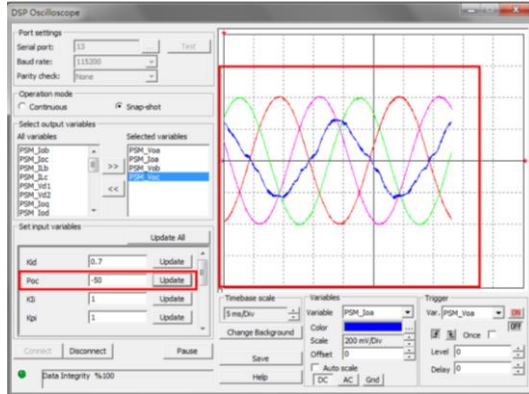 DSP Oscilloscope
Port settings
Serial port: 13 ... Test
Baud rate: 115200
Parity check: None
Operation mode
Continuous Snap-shot
Select output variables
All variables Selected variables
PSM_Iob
PSM_Ioc
PSM_ILb
PSM_ILc
PSM_Vd1
PSM_Vd2
PSM_Ioq
PSM_Iod
>>
<<
PSM_Voa
PSM_Ioa
PSM_Vob
PSM_Voc
Set input variables
Update All
Kid 0.7 Update
Poc -50 Update
Kli 1 Update
Kpi 1 Update
Connect Disconnect Pause
Data Integrity %100
Timebase scale
5 ms/Div
Change Background
Save
Help
Variables
Variable PSM_Ioa
Color ...
Scale 200 mV/Div
Offset 0
Auto scale
DC AC Gnd
Trigger
Var. PSM_Voa ON
OFF
Once
Level 0
Delay 0